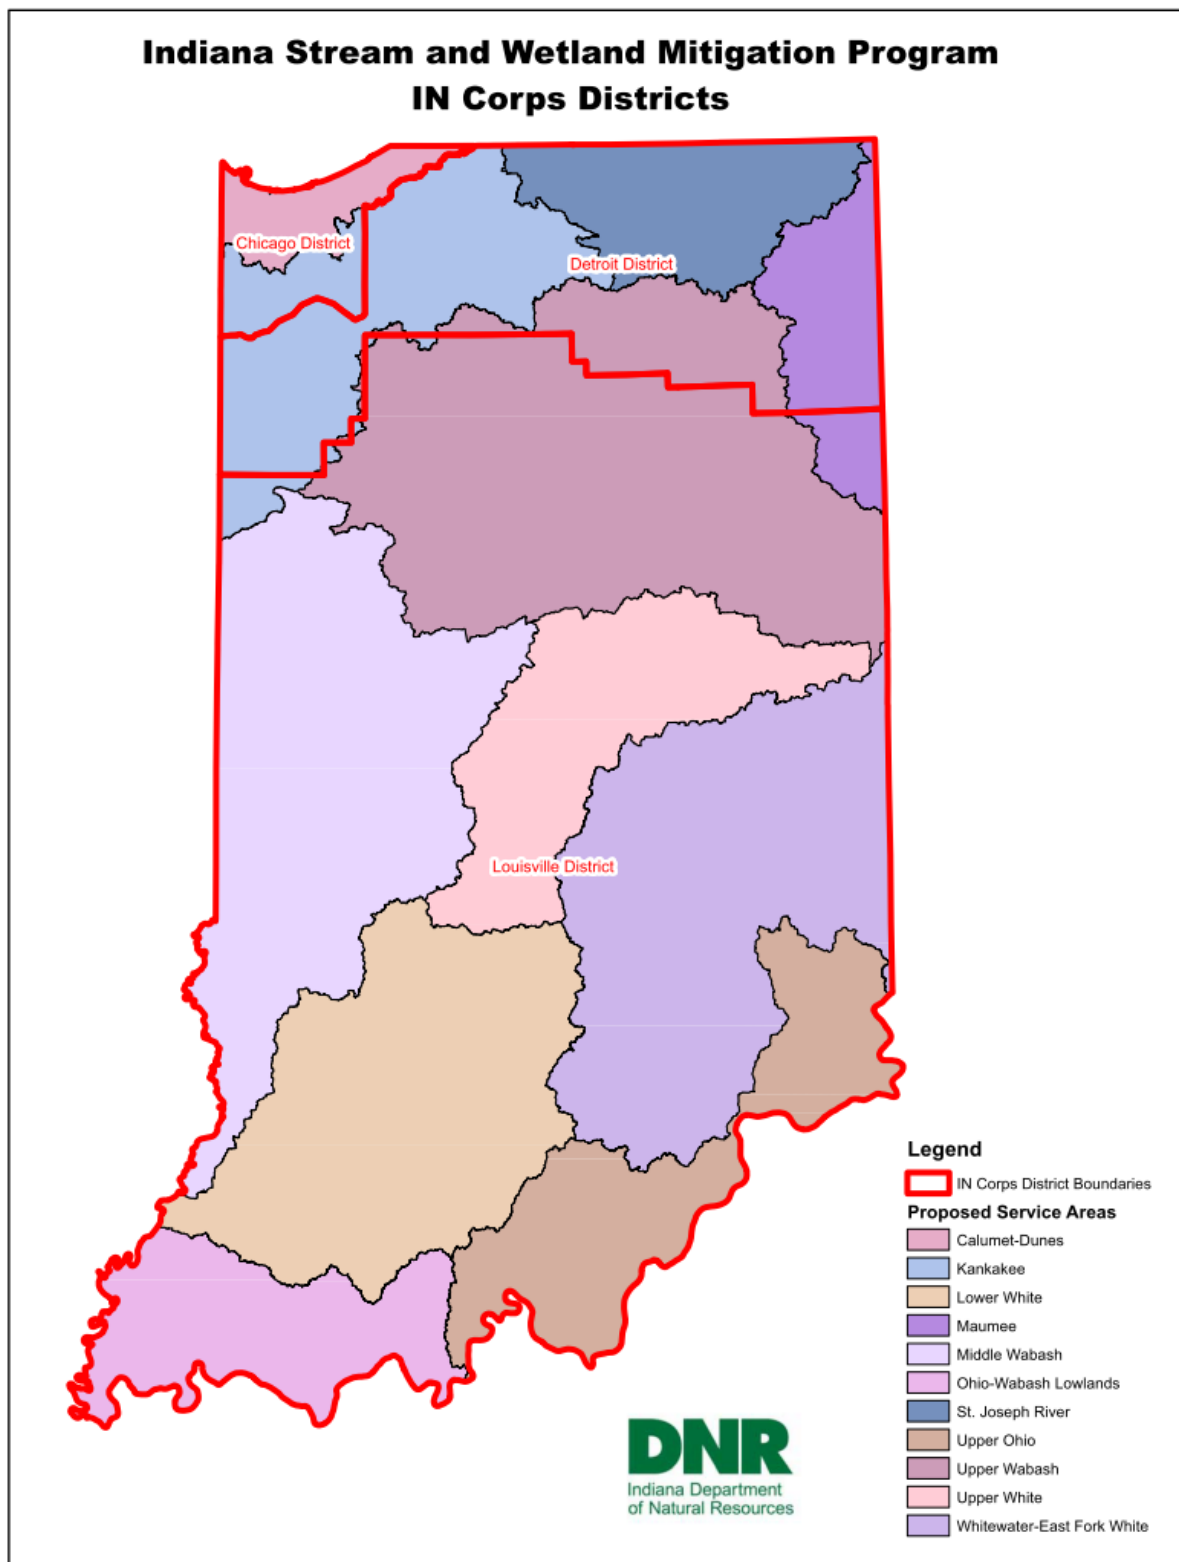 Indiana Stream and Wetland Mitigation Program
IN Corps Districts
Chicago District
Detroit District
Louisville District
Legend
IN Corps District Boundaries
Proposed Service Areas
Calumet-Dunes
Kankakee
Lower White
Maumee
Middle Wabash
Ohio-Wabash Lowlands
St. Joseph River
Upper Ohio
Upper Wabash
Upper White
Whitewater-East Fork White
DNR
Indiana Department
of Natural Resources